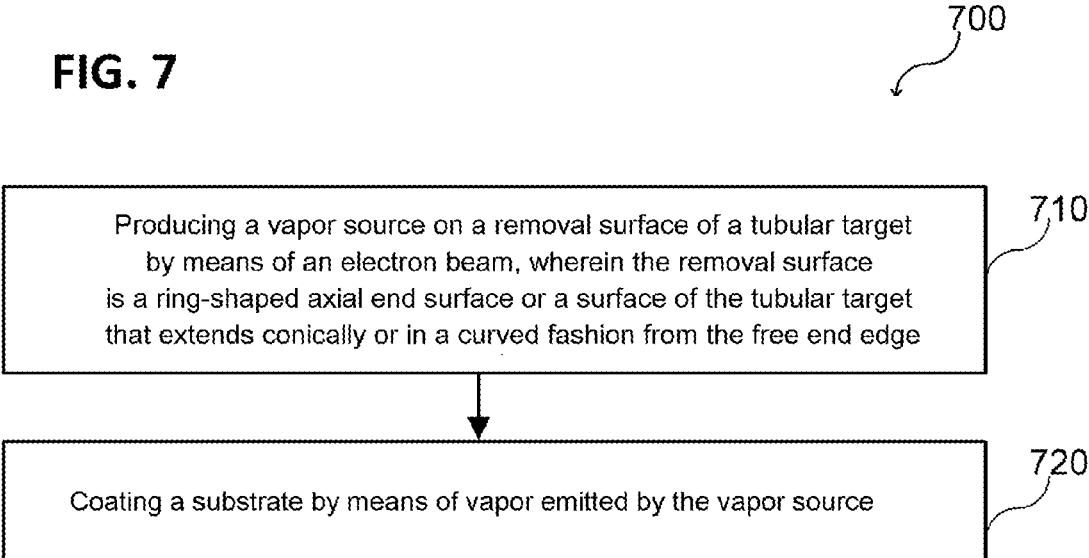 700
FIG. 7
710
Producing a vapor source on a removal surface of a tubular target
by means of an electron beam, wherein the removal surface
is a ring-shaped axial end surface or a surface of the tubular target
that extends conically or in a curved fashion from the free end edge
720
Coating a substrate by means of vapor emitted by the vapor source